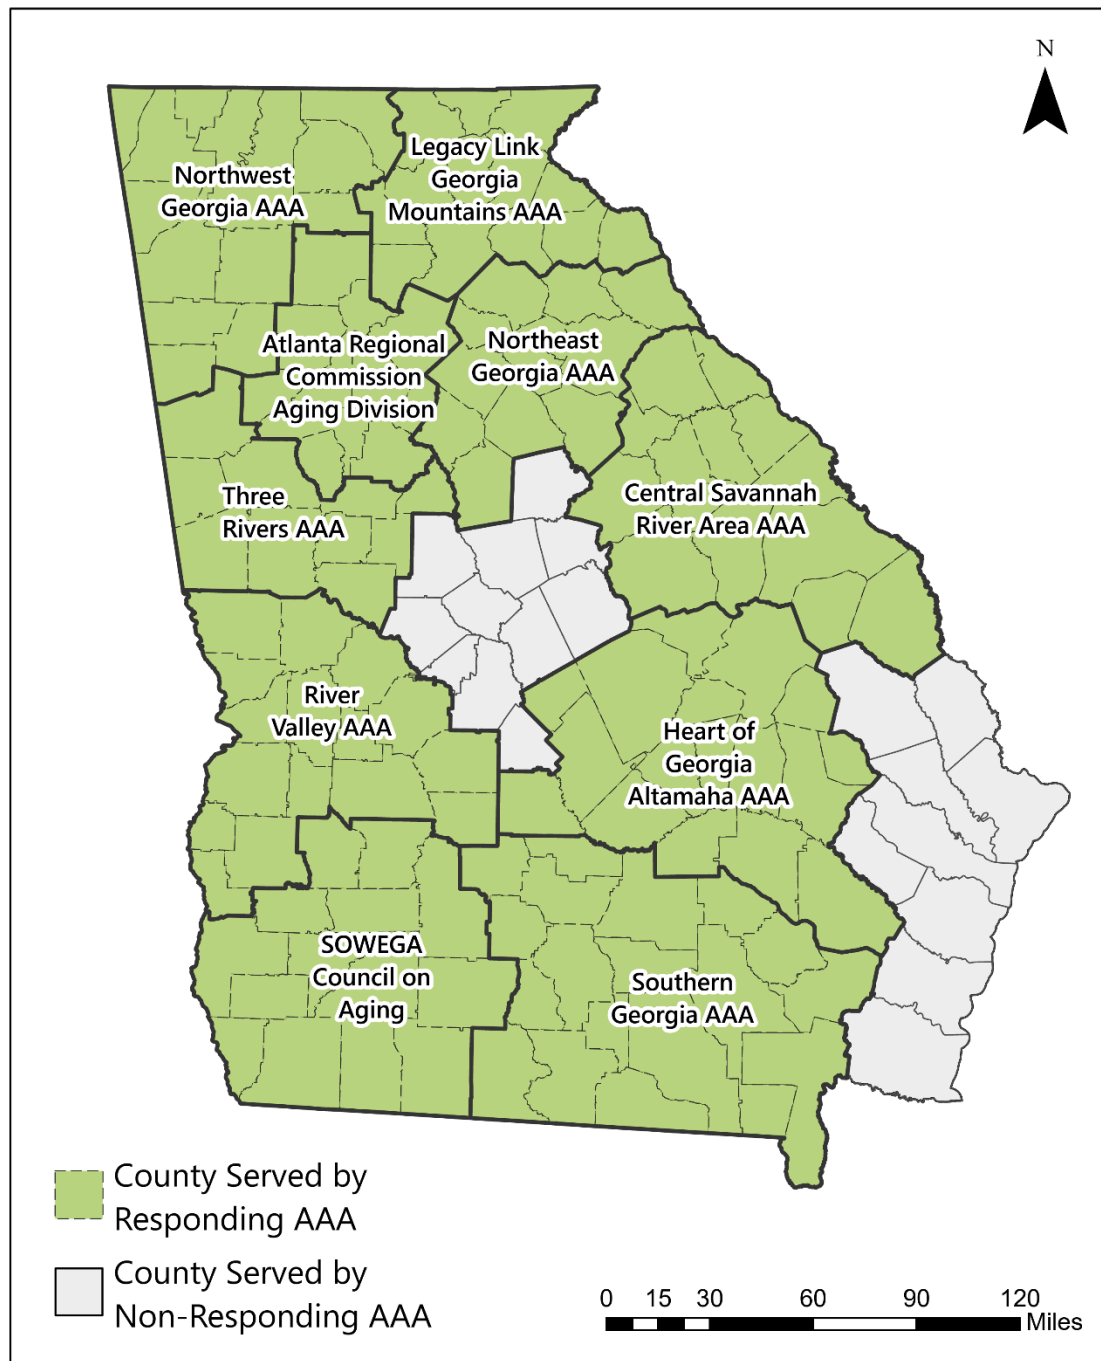 N
Legacy Link
Georgia
Mountains AAA
Northwest
Georgia AAA
Atlanta Regional
Commission
Aging Division
Northeast
Georgia AAA
Three
Rivers AAA
Central Savannah
River Area AAA
River
Valley AAA
Heart of
Georgia
Altamaha AAA
SOWEGA
Council on
Aging
Southern
Georgia AAA
County Served by
Responding AAA
County Served by
Non-Responding AAA
0 15 30 60 90 120
Miles